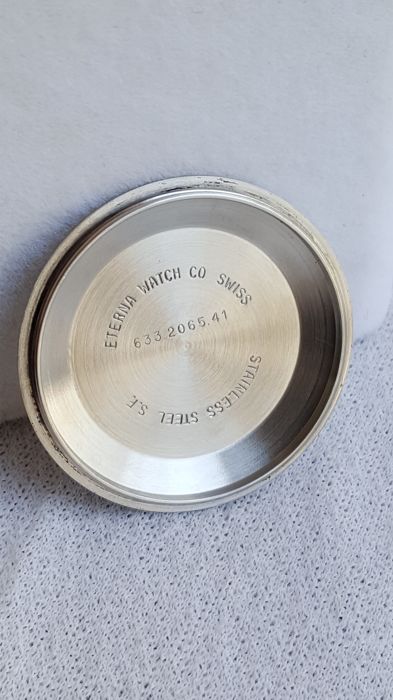 ETERNA WATCH CO SWISS
633.2065.41
STAINLESS STEEL S.F.